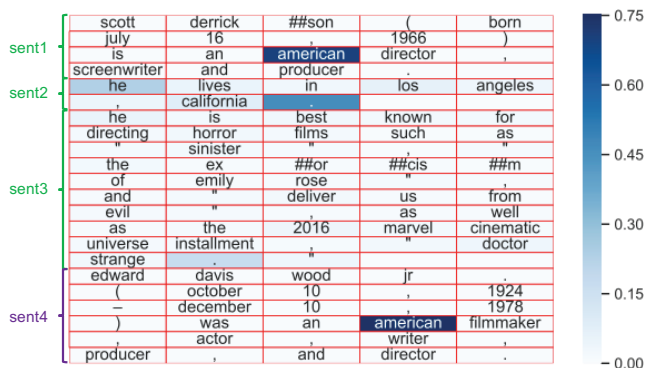 scott derrick ##son ( born
july 16 , 1966 )
sent1
is an american director ,
screenwriter and producer .
he lives in los angeles
sent2
, california .
he is best known for
directing horror films such as
" sinister " , "
the ex ##or ##cis ##m
sent3
of emily rose " ,
and " deliver us from
evil " , as well
as the 2016 marvel cinematic
universe installment , " doctor
strange . "
edward davis wood jr .
( october 10 , 1924
– december 10 , 1978
sent4
) was an american filmmaker
, actor , writer ,
producer , and director .
0.75
0.60
0.45
0.30
0.15
0.00